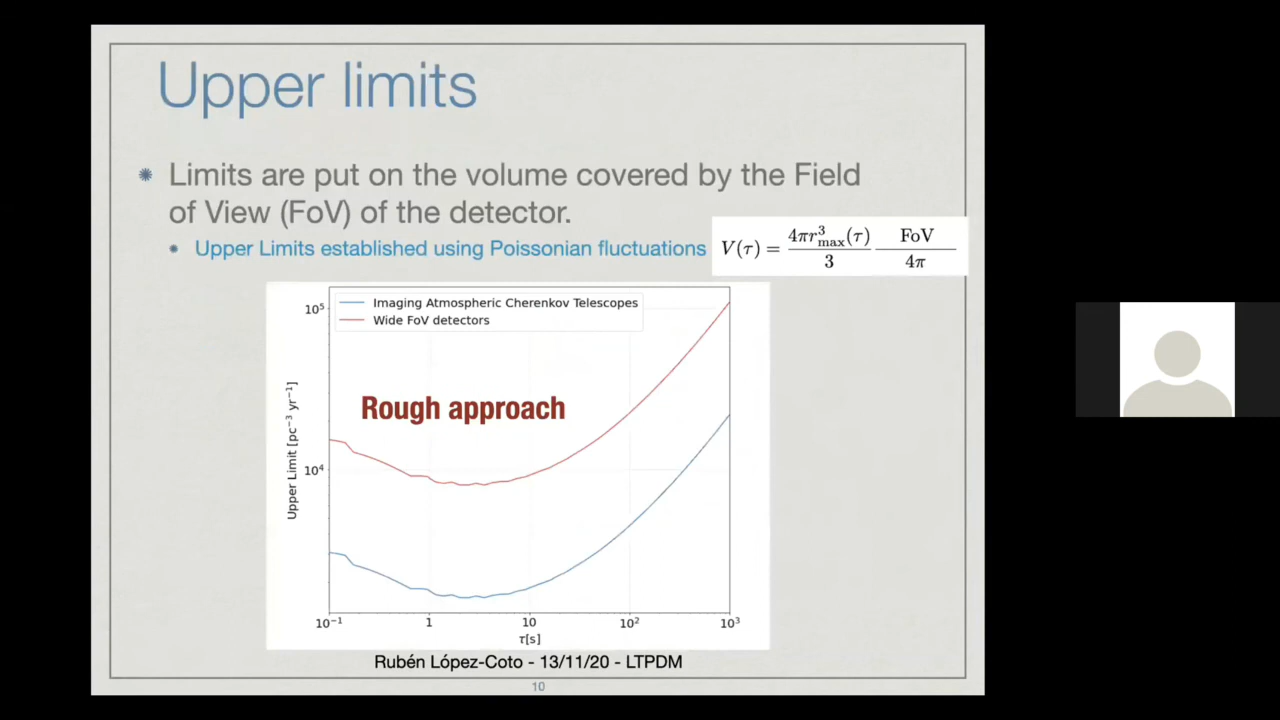 Upper limits
Limits are put on the volume covered by the Field
of View (FoV) of the detector.
Upper Limits established using Poissonian fluctuations
V(τ) = 4πr³max(τ)/3 FoV/4π
Imaging Atmospheric Cherenkov Telescopes
Wide FoV detectors
Rough approach
Upper Limit [pc⁻³ yr⁻¹]
10⁵
10⁴
10⁻¹ 1 10 10² 10³
τ[s]
Rubén López-Coto - 13/11/20 - LTPDM
10